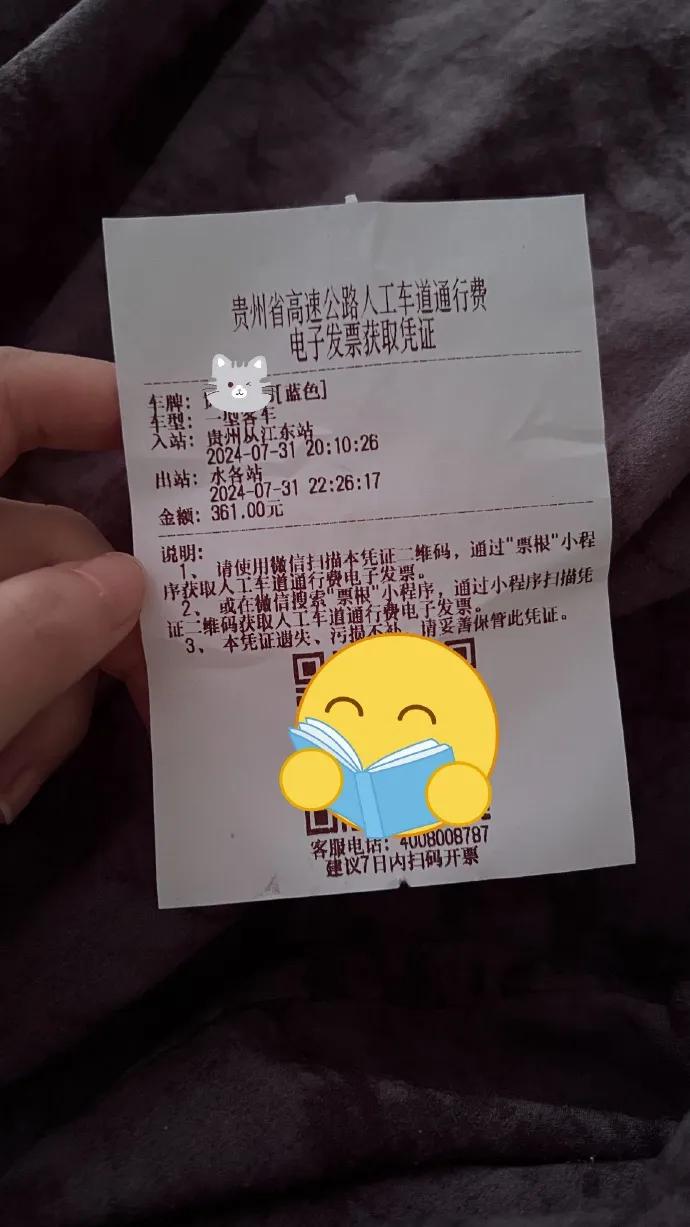 贵州省高速公路人工车道通行费
电子发票获取凭证
车牌: [蓝色]
车型: 一型客车
入站: 贵州从江东站
2024-07-31 20:10:26
出站: 水各站
2024-07-31 22:26:17
金额: 361.00元
说明:
1、 请使用微信扫描本凭证二维码, 通过"票根"小程
序获取人工车道通行费电子发票。
2、 或在微信搜索"票根"小程序, 通过小程序扫描凭
证二维码获取人工车道通行费电子发票。
3、 本凭证遗失、污损不补, 请妥善保管此凭证。
客服电话: 4008008787
建议7日内扫码开票